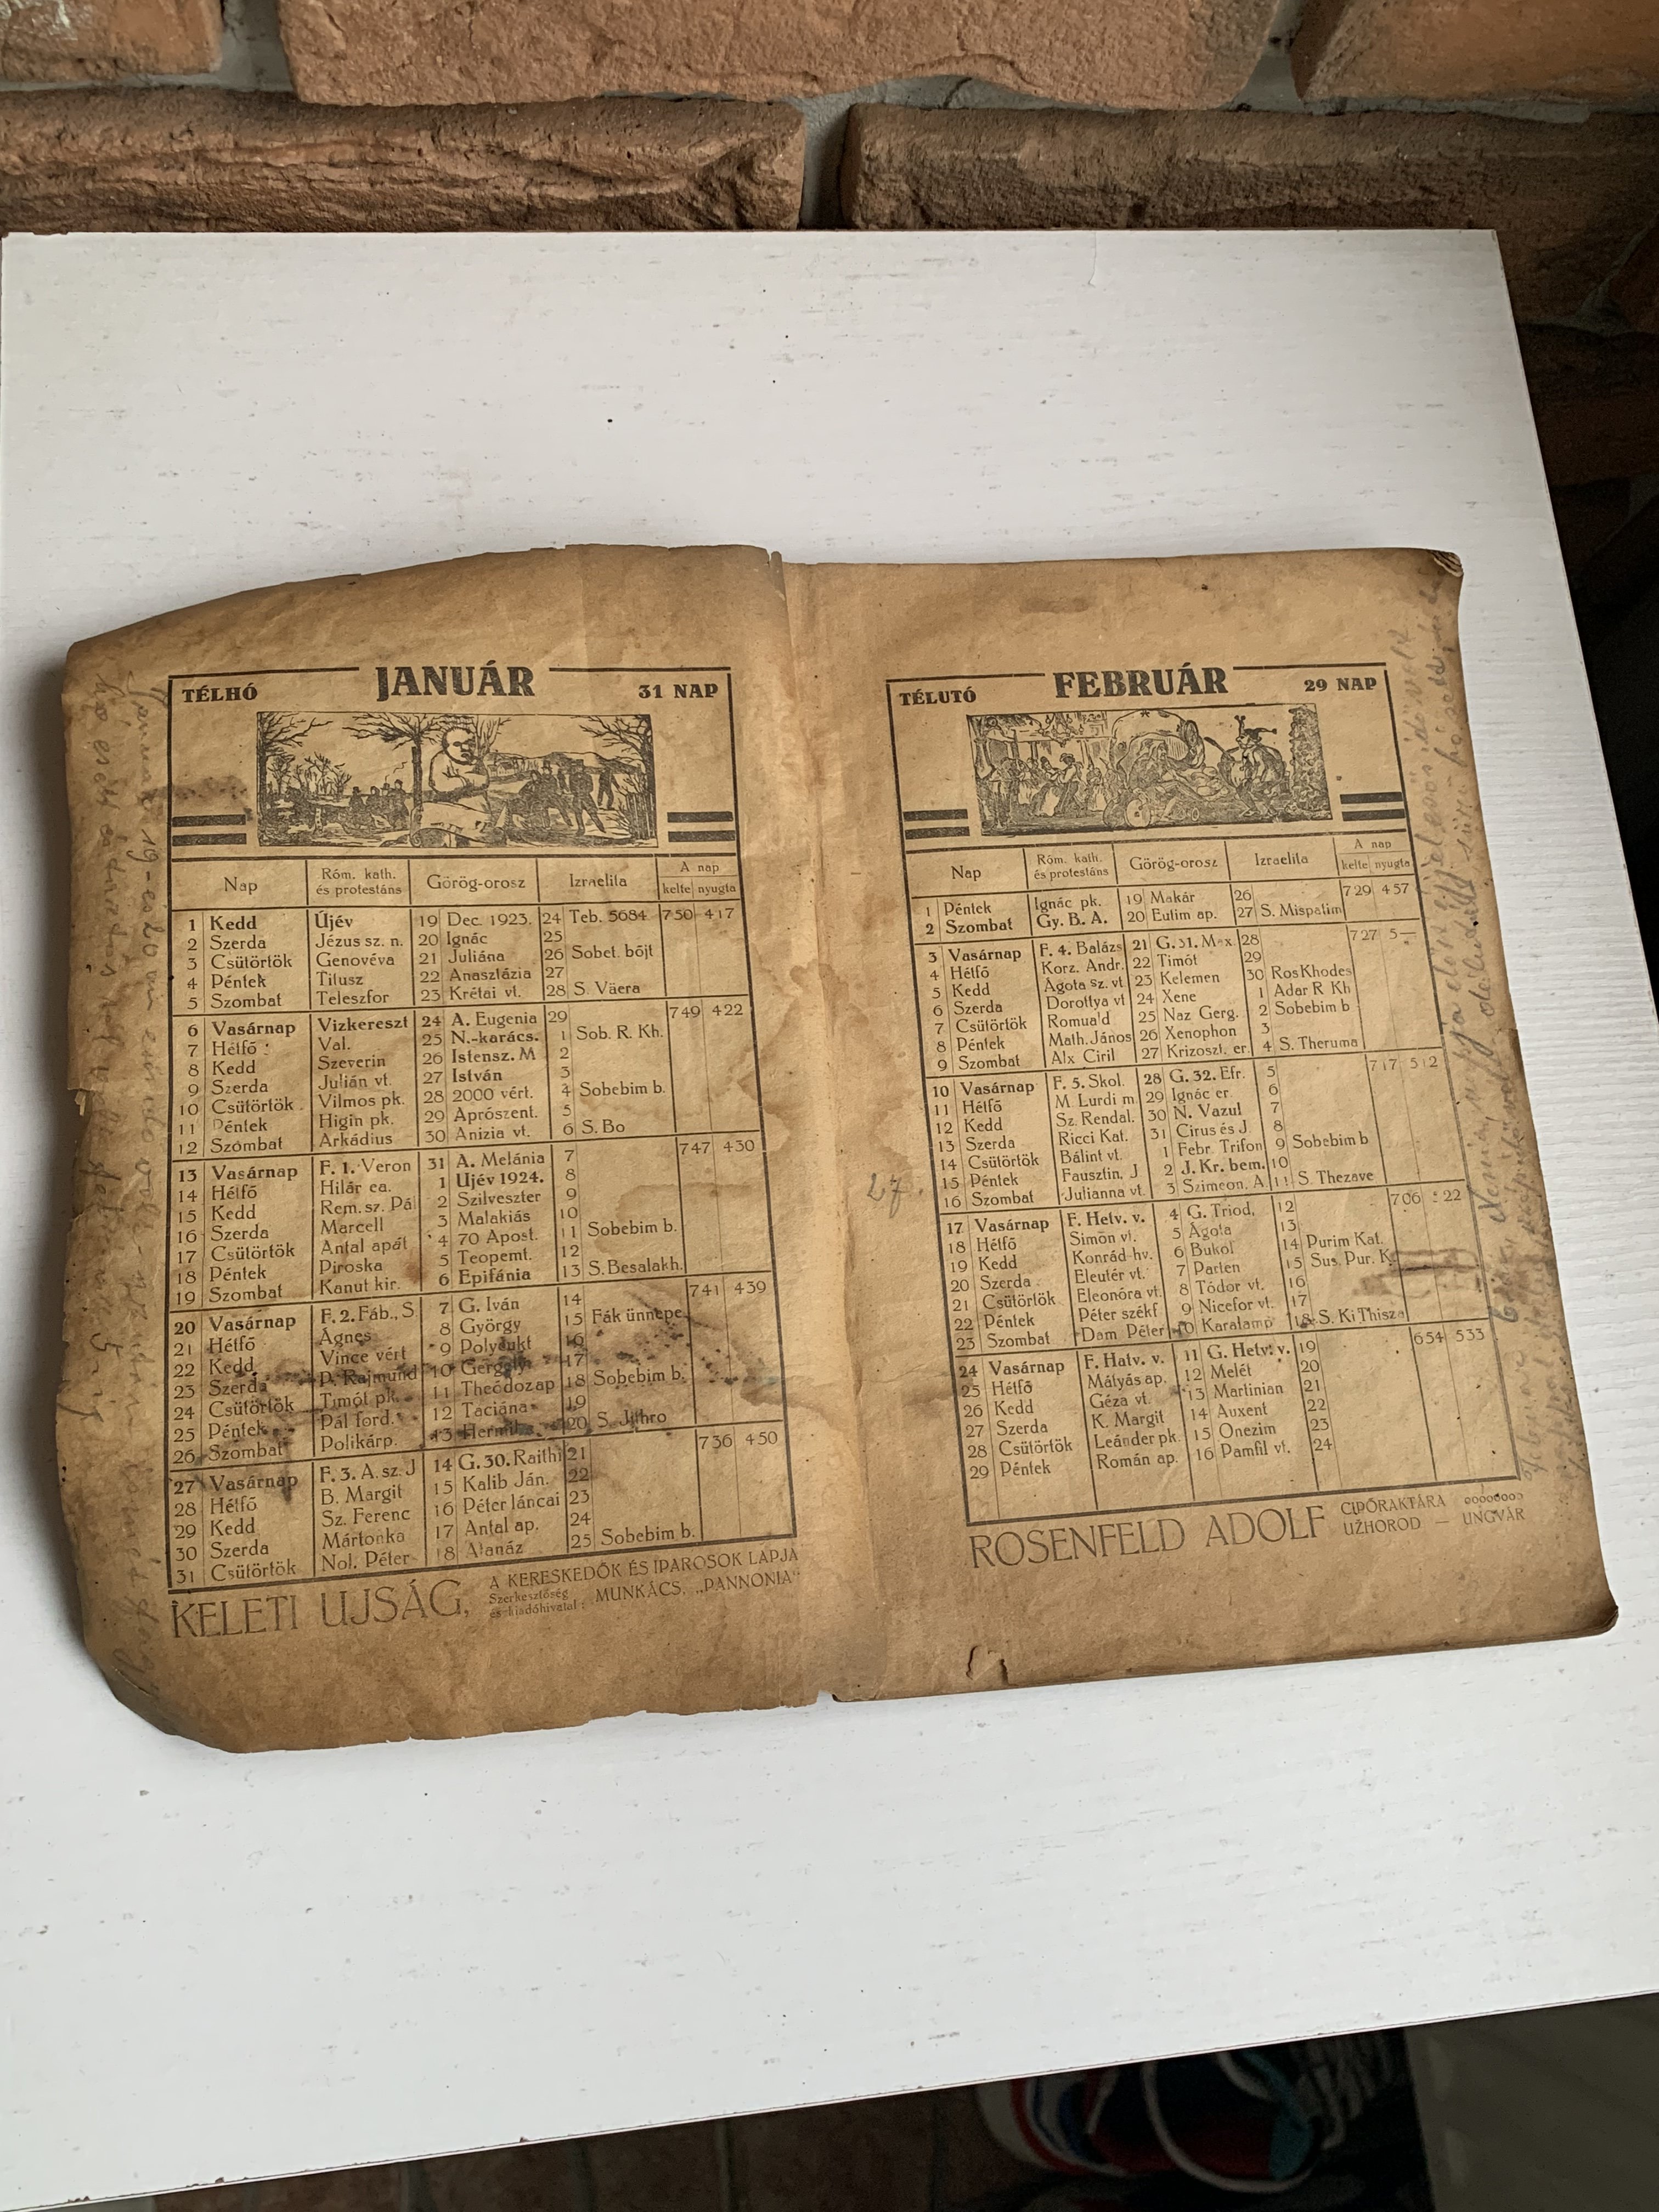 JANUÁR
TÉLHÓ 31 NAP
Nap Róm. kath. és protestáns Görög-orosz Izraelita A nap kelte nyugta
1 Kedd Újév 19 Dec. 1923. 24 Teb. 5684 750 417
2 Szerda Jézus sz. n. 20 Ignác 25
3 Csütörtök Genovéva 21 Juliána 26 Sobet. bőjt
4 Péntek Titusz 22 Anasztázia 27
5 Szombat Teleszfor 23 Krétai vt. 28 S. Väera
6 Vasárnap Vizkereszt 24 A. Eugenia 29 749 422
7 Hétfő Val. 25 N.-karács. 1 Sob. R. Kh.
8 Kedd Szeverin 26 Istensz. M 2
9 Szerda Julián vt. 27 István 3
10 Csütörtök Vilmos pk. 28 2000 vért. 4 Sobebim b.
11 Péntek Higin pk. 29 Aprószent. 5
12 Szombat Arkádius 30 Anizia vt. 6 S. Bo
13 Vasárnap F. 1. Veron 31 A. Melánia 7 747 430
14 Hétfő Hilár ea. 1 Ujév 1924. 8
15 Kedd Rem. sz. Pá 2 Szilveszter 9
16 Szerda Marcell 3 Malakiás 10
17 Csütörtök Antal apát 4 70 Apost. 11 Sobebim b.
18 Péntek Piroska 5 Teopemt. 12
19 Szombat Kanut kir. 6 Epifánia 13 S. Besalakh.
20 Vasárnap F. 2. Fáb., S 7 G. Iván 14 741 439
21 Hétfő Ágnes 8 György 15 Fák ünnepe
22 Kedd Vince vért 9 Polyeukt 16
23 Szerda P. Rajmund 10 Gergely 17
24 Csütörtök Timót pk. 11 Theódozap 18 Sobebim b.
25 Péntek Pál ford. 12 Taciána 19
26 Szombat Polikárp. 13 20 S. Jithro
27 Vasárnap F. 3. A. sz. J 14 G. 30. Raithi 21 736 450
28 Hétfő B. Margit 15 Kalib Ján. 22
29 Kedd Sz. Ferenc 16 Péter láncai 23
30 Szerda Mártonka 17 Antal ap. 24
31 Csütörtök Nol. Péter 18 Atanáz 25 Sobebim b.
KELETI UJSÁG, A KERESKEDŐK ÉS IPAROSOK LAPJA
Szerkesztőség és kiadóhivatal: MUNKÁCS, „PANNONIA"
27.
FEBRUÁR
TÉLUTÓ 29 NAP
Nap Róm. kath. és protestáns Görög-orosz Izraelita A nap kelte nyugta
1 Péntek Ignác pk. 19 Makár 26 729 457
2 Szombat Gy. B. A. 20 Eutim ap. 27 S. Mispatim
3 Vasárnap F. 4. Balázs 21 G. 31. Max. 28 727 5—
4 Hétfő Korz. Andr. 22 Timót 29
5 Kedd Ágota sz. vt. 23 Kelemen 30 Ros Khodes
6 Szerda Dorottya vt 24 Xene 1 Adar R Kh
7 Csütörtök Romuald 25 Naz Gerg. 2 Sobebim b
8 Péntek Math. János 26 Xenophon 3
9 Szombat Alx Ciril 27 Krizoszt. er. 4 S. Theruma
10 Vasárnap F. 5. Skol. 28 G. 32. Efr. 5 717 512
11 Hétfő M. Lurdi m. 29 Ignác er. 6
12 Kedd Sz. Rendal. 30 N. Vazul 7
13 Szerda Ricci Kat. 31 Cirus és J 8
14 Csütörtök Bálint vt. 1 Febr. Trifon 9 Sobebim b
15 Péntek Fausztin, J 2 J. Kr. bem. 10
16 Szombat Julianna vt. 3 Szimeon, A. 11 S. Thezave
17 Vasárnap F. Hetv. v. 4 G. Triod, 12 706 22
18 Hétfő Simon vt. 5 Agota 13
19 Kedd Konrád hv. 6 Bukol 14 Purim Kat.
20 Szerda Eleutér vt. 7 Parten 15 Sus. Pur. K
21 Csütörtök Eleonóra vt. 8 Tódor vt. 16
22 Péntek Péter székf 9 Nicefor vt. 17
23 Szombat Dam Péter 10 Karalamp 18 S. Ki Thisza
24 Vasárnap F. Hatv. v. 11 G. Hetv. v. 19 654 533
25 Hétfő Mátyás ap. 12 Melét 20
26 Kedd Géza vt. 13 Martinian 21
27 Szerda K. Margit 14 Auxent 22
28 Csütörtök Leánder pk. 15 Onezim 23
29 Péntek Román ap. 16 Pamfil vt. 24
ROSENFELD ADOLF CIPŐRAKTÁRA
UŽHOROD — UNGVÁR